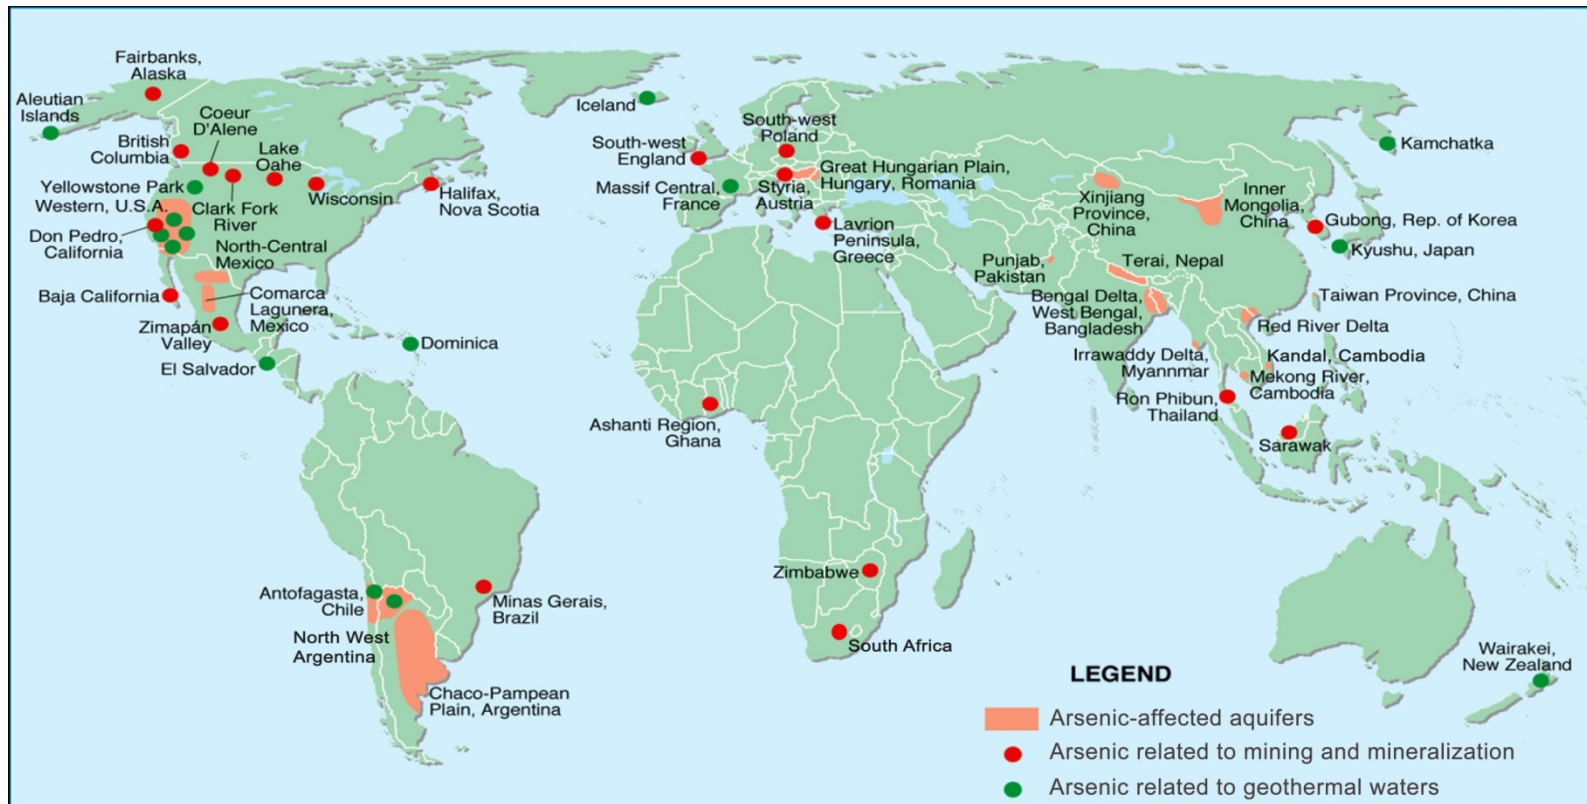 Fairbanks,
Alaska
Aleutian
Islands
Coeur
D'Alene
British
Columbia
Lake
Oahe
Yellowstone Park
Western, U.S.A.
Clark Fork
River
Wisconsin
Halifax,
Nova Scotia
Don Pedro,
California
North-Central
Mexico
Baja California
Comarca
Lagunera,
Mexico
Zimapán
Valley
El Salvador
Dominica
Iceland
South-west
England
South-west
Poland
Massif Central,
France
Styria,
Austria
Great Hungarian Plain,
Hungary, Romania
Lavrion
Peninsula,
Greece
Kamchatka
Xinjiang
Province,
China
Inner
Mongolia,
China
Gubong, Rep. of Korea
Kyushu, Japan
Punjab,
Pakistan
Terai, Nepal
Bengal Delta,
West Bengal,
Bangladesh
Taiwan Province, China
Red River Delta
Irrawaddy Delta,
Myannmar
Kandal, Cambodia
Mekong River,
Cambodia
Ron Phibun,
Thailand
Sarawak
Ashanti Region,
Ghana
Zimbabwe
South Africa
Antofagasta,
Chile
Minas Gerais,
Brazil
North West
Argentina
Chaco-Pampean
Plain, Argentina
Wairakei,
New Zealand
LEGEND
Arsenic-affected aquifers
Arsenic related to mining and mineralization
Arsenic related to geothermal waters